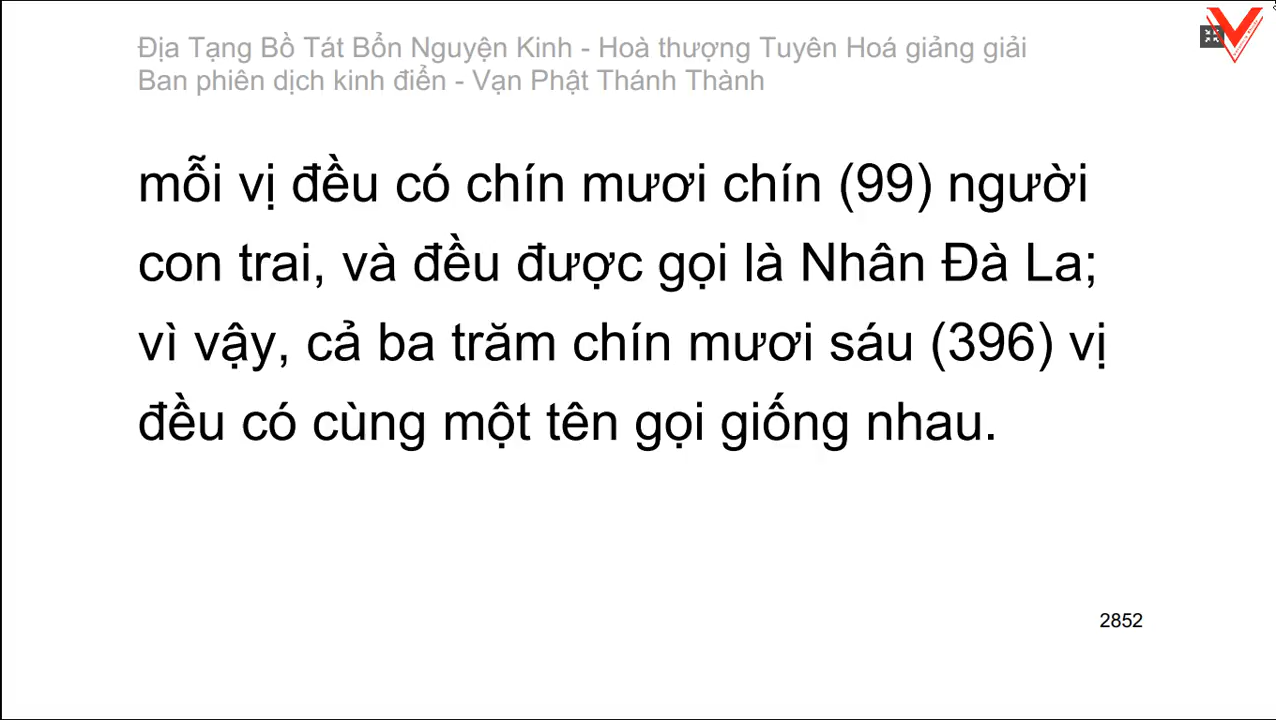 Địa Tạng Bồ Tát Bổn Nguyện Kinh - Hoà thượng Tuyên Hoá giảng giải
Ban phiên dịch kinh điển - Vạn Phật Thánh Thành
mỗi vị đều có chín mươi chín (99) người
con trai, và đều được gọi là Nhân Đà La;
vì vậy, cả ba trăm chín mươi sáu (396) vị
đều có cùng một tên gọi giống nhau.
2852